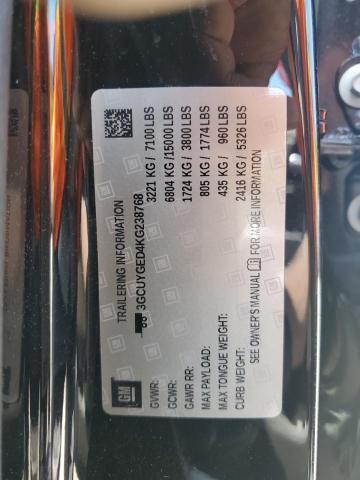 GM
TRAILERING INFORMATION
3GCUYGED4KG238768
GVWR: 3221 KG / 7100 LBS
GCWR: 6804 KG /15000 LBS
GAWR RR: 1724 KG / 3800 LBS
MAX PAYLOAD: 805 KG / 1774 LBS
MAX TONGUE WEIGHT: 435 KG / 960 LBS
CURB WEIGHT: 2416 KG / 5326 LBS
SEE OWNER'S MANUAL FOR MORE INFORMATION